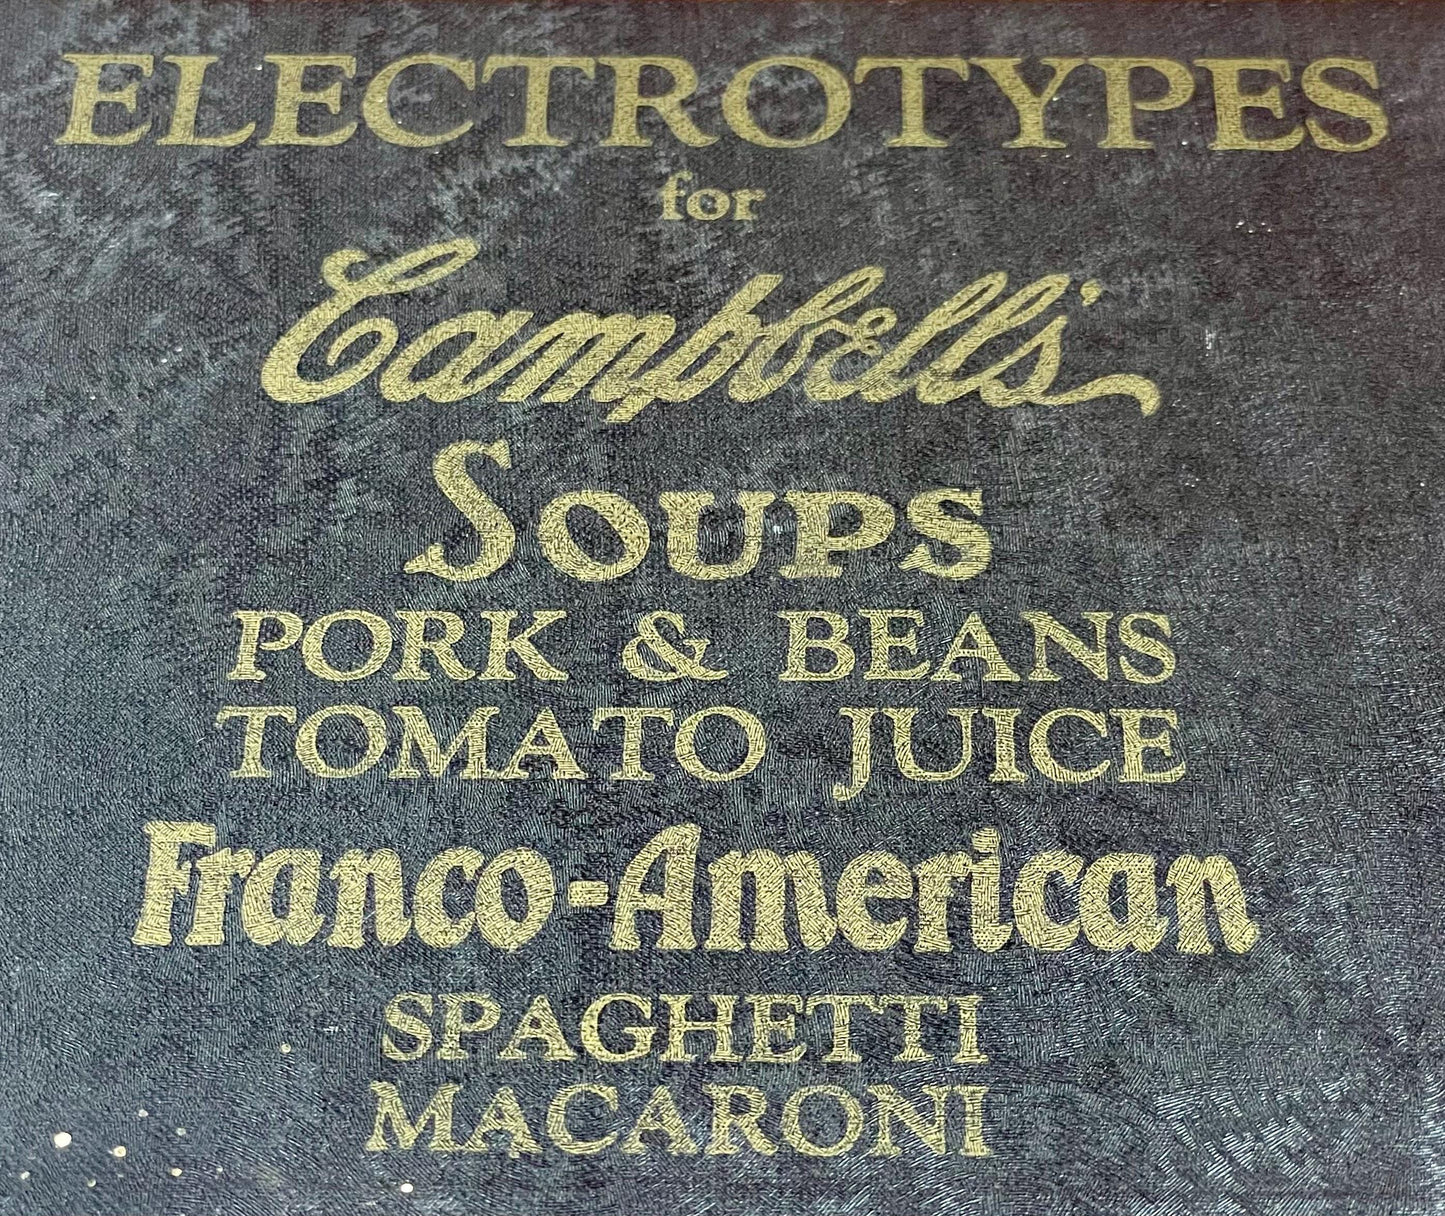 ELECTROTYPES
for
Campbell's
SOUPS
PORK & BEANS
TOMATO JUICE
Franco-American
SPAGHETTI
MACARONI